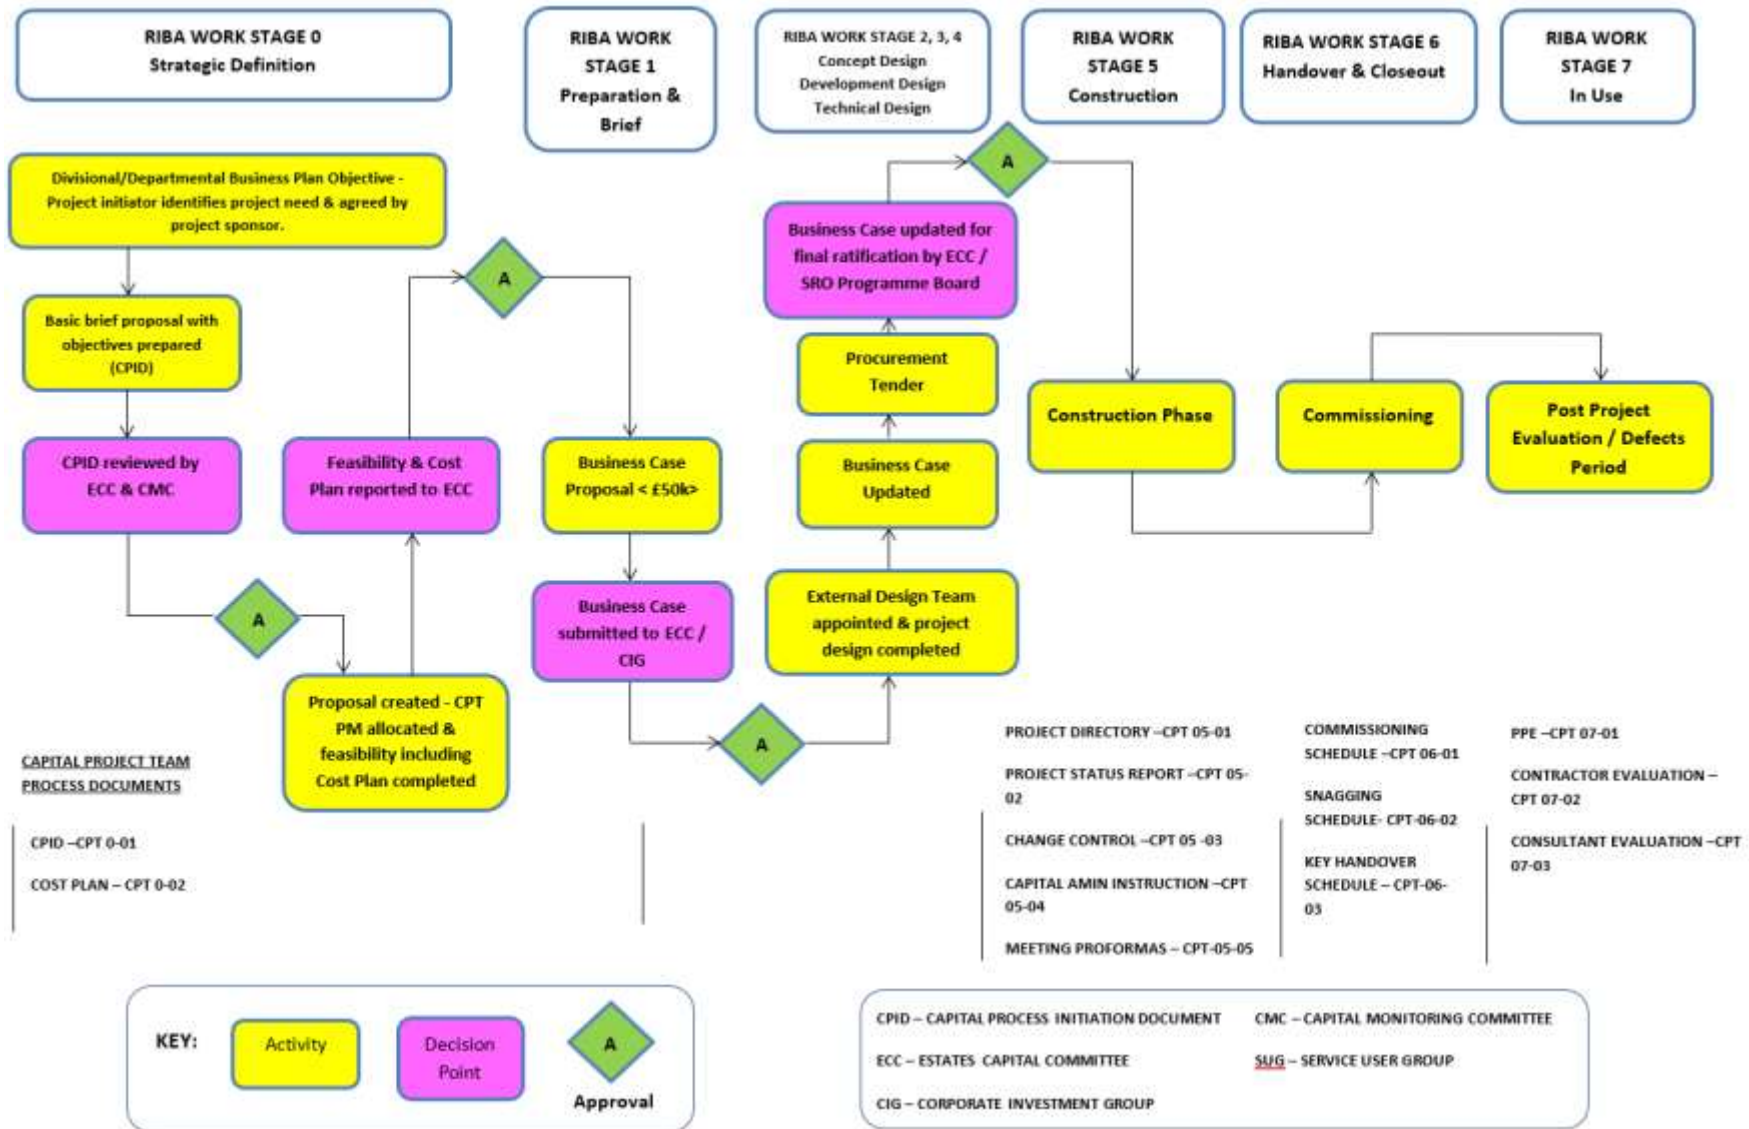 RIBA WORK STAGE 0
Strategic Definition
RIBA WORK
STAGE 1
Preparation &
Brief
RIBA WORK STAGE 2, 3, 4
Concept Design
Development Design
Technical Design
RIBA WORK
STAGE 5
Construction
RIBA WORK STAGE 6
Handover & Closeout
RIBA WORK
STAGE 7
In Use
Divisional/Departmental Business Plan Objective -
Project initiator identifies project need & agreed by
project sponsor.
Basic brief proposal with
objectives prepared
(CPID)
CPID reviewed by
ECC & CMC
A
Proposal created - CPT
PM allocated &
feasibility including
Cost Plan completed
Feasibility & Cost
Plan reported to ECC
A
Business Case
Proposal < £50k>
Business Case
submitted to ECC /
CIG
A
External Design Team
appointed & project
design completed
Business Case
Updated
Procurement
Tender
Business Case updated for
final ratification by ECC /
SRO Programme Board
A
Construction Phase
Commissioning
Post Project
Evaluation / Defects
Period
CAPITAL PROJECT TEAM
PROCESS DOCUMENTS
CPID –CPT 0-01
COST PLAN – CPT 0-02
PROJECT DIRECTORY –CPT 05-01
PROJECT STATUS REPORT –CPT 05-
02
CHANGE CONTROL –CPT 05 -03
CAPITAL AMIN INSTRUCTION –CPT
05-04
MEETING PROFORMAS – CPT-05-05
COMMISSIONING
SCHEDULE –CPT 06-01
SNAGGING
SCHEDULE- CPT-06-02
KEY HANDOVER
SCHEDULE – CPT-06-
03
PPE –CPT 07-01
CONTRACTOR EVALUATION –
CPT 07-02
CONSULTANT EVALUATION –CPT
07-03
KEY:
Activity
Decision
Point
A
Approval
CPID – CAPITAL PROCESS INITIATION DOCUMENT
CMC – CAPITAL MONITORING COMMITTEE
ECC – ESTATES CAPITAL COMMITTEE
SUG – SERVICE USER GROUP
CIG – CORPORATE INVESTMENT GROUP